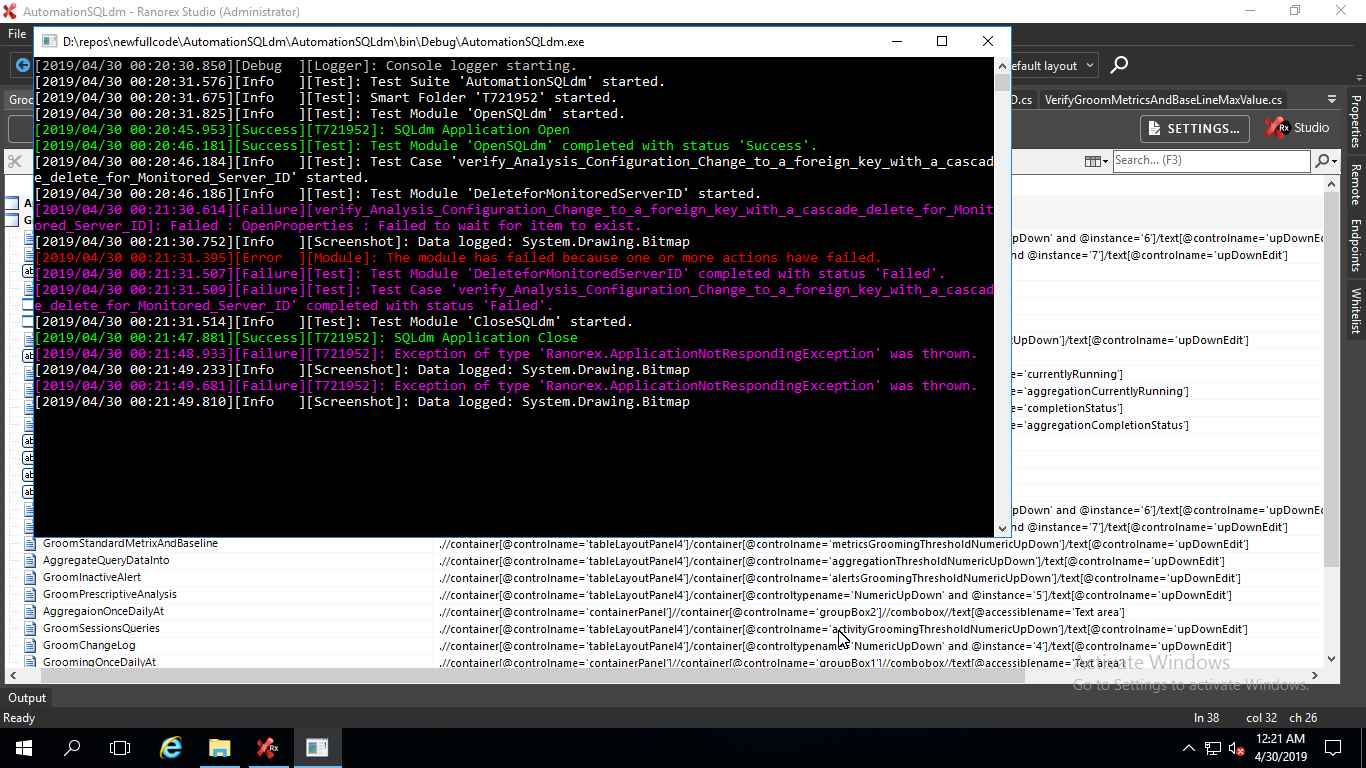 AutomationSQLdm - Ranorex Studio (Administrator)
File
D:\repos\newfullcode\AutomationSQLdm\AutomationSQLdm\bin\Debug\AutomationSQLdm.exe
[2019/04/30 00:20:30.850][Debug  ][Logger]: Console logger starting.
[2019/04/30 00:20:31.576][Info   ][Test]: Test Suite 'AutomationSQLdm' started.
[2019/04/30 00:20:31.675][Info   ][Test]: Smart Folder 'T721952' started.
[2019/04/30 00:20:31.825][Info   ][Test]: Test Module 'OpenSQLdm' started.
[2019/04/30 00:20:45.953][Success][T721952]: SQLdm Application Open
[2019/04/30 00:20:46.181][Success][Test]: Test Module 'OpenSQLdm' completed with status 'Success'.
[2019/04/30 00:20:46.184][Info   ][Test]: Test Case 'verify_Analysis_Configuration_Change_to_a_foreign_key_with_a_cascad
e_delete_for_Monitored_Server_ID' started.
[2019/04/30 00:20:46.186][Info   ][Test]: Test Module 'DeleteforMonitoredServerID' started.
[2019/04/30 00:21:30.614][Failure][verify_Analysis_Configuration_Change_to_a_foreign_key_with_a_cascade_delete_for_Monit
ored_Server_ID]: Failed : OpenProperties : Failed to wait for item to exist.
[2019/04/30 00:21:30.752][Info   ][Screenshot]: Data logged: System.Drawing.Bitmap
[2019/04/30 00:21:31.395][Error  ][Module]: The module has failed because one or more actions have failed.
[2019/04/30 00:21:31.507][Failure][Test]: Test Module 'DeleteforMonitoredServerID' completed with status 'Failed'.
[2019/04/30 00:21:31.509][Failure][Test]: Test Case 'verify_Analysis_Configuration_Change_to_a_foreign_key_with_a_cascad
e_delete_for_Monitored_Server_ID' completed with status 'Failed'.
[2019/04/30 00:21:31.514][Info   ][Test]: Test Module 'CloseSQLdm' started.
[2019/04/30 00:21:47.881][Success][T721952]: SQLdm Application Close
[2019/04/30 00:21:48.933][Failure][T721952]: Exception of type 'Ranorex.ApplicationNotRespondingException' was thrown.
[2019/04/30 00:21:49.233][Info   ][Screenshot]: Data logged: System.Drawing.Bitmap
[2019/04/30 00:21:49.681][Failure][T721952]: Exception of type 'Ranorex.ApplicationNotRespondingException' was thrown.
[2019/04/30 00:21:49.810][Info   ][Screenshot]: Data logged: System.Drawing.Bitmap
efault layout
Groo
D.cs VerifyGroomMetricsAndBaseLineMaxValue.cs
SETTINGS... Rx Studio
Search... (F3)
A
G
pDown' and @instance='6']/text[@controlname='upDownEd
nd @instance='7']/text[@controlname='upDownEdit']
UpDown']/text[@controlname='upDownEdit']
e='currentlyRunning']
e='aggregationCurrentlyRunning']
e='completionStatus']
e='aggregationCompletionStatus']
pDown' and @instance='6']/text[@controlname='upDownEd
nd @instance='7']/text[@controlname='upDownEdit']
GroomStandardMetrixAndBaseline .//container[@controlname='tableLayoutPanel4']/container[@controlname='metricsGroomingThresholdNumericUpDown']/text[@controlname='upDownEdit']
AggregateQueryDataInto .//container[@controlname='tableLayoutPanel4']/container[@controlname='aggregationThresholdNumericUpDown']/text[@controlname='upDownEdit']
GroomInactiveAlert .//container[@controlname='tableLayoutPanel4']/container[@controlname='alertsGroomingThresholdNumericUpDown']/text[@controlname='upDownEdit']
GroomPrescriptiveAnalysis .//container[@controlname='tableLayoutPanel4']/container[@controltypename='NumericUpDown' and @instance='5']/text[@controlname='upDownEdit']
AggregaionOnceDailyAt .//container[@controlname='containerPanel']//container[@controlname='groupBox2']//combobox//text[@accessiblename='Text area']
GroomSessionsQueries .//container[@controlname='tableLayoutPanel4']/container[@controlname='activityGroomingThresholdNumericUpDown']/text[@controlname='upDownEdit']
GroomChangeLog .//container[@controlname='tableLayoutPanel4']/container[@controltypename='NumericUpDown' and @instance='4']/text[@controlname='upDownEdit']
GroomingOnceDailyAt .//container[@controlname='containerPanel']//container[@controlname='groupBox1']//combobox//text[@accessiblename='Text area']
Properties
Remote
Endpoints
Whitelist
Activate Windows
Go to Settings to activate Windows.
Output
Ready
ln 38 col 32 ch 26
12:21 AM
4/30/2019